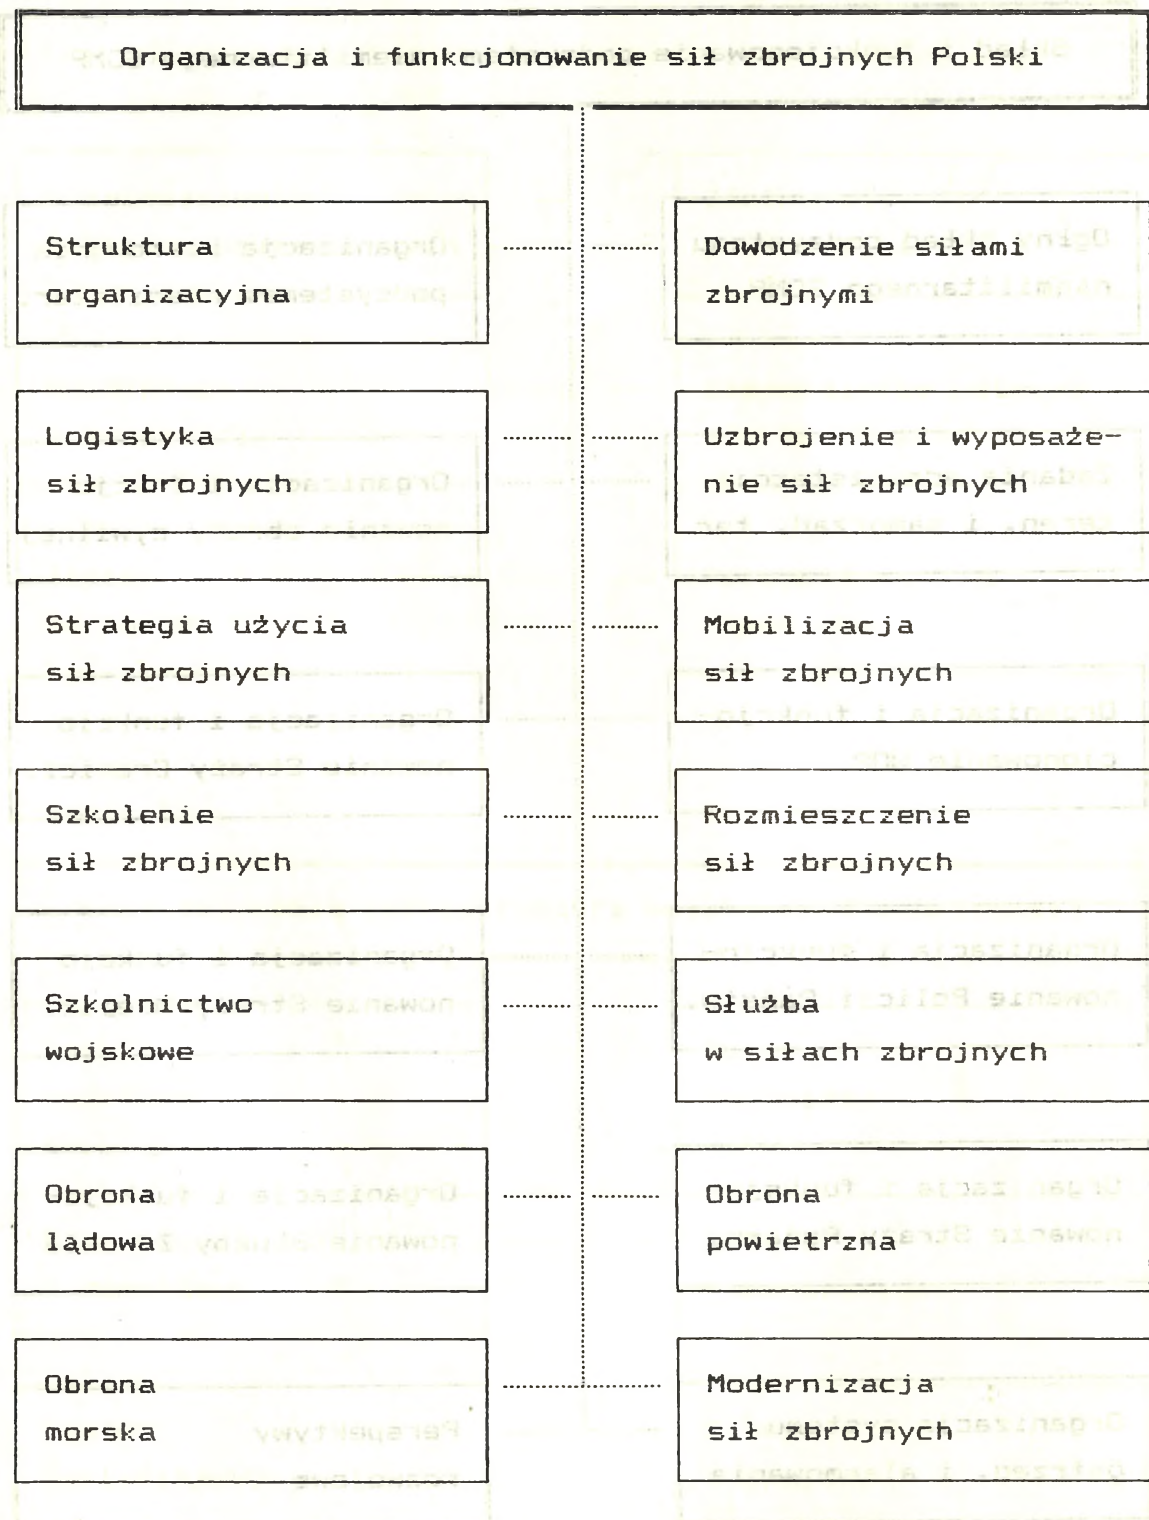 Organizacja i funkcjonowanie sił zbrojnych Polski
Struktura
organizacyjna
Dowodzenie siłami
zbrojnymi
Logistyka
sił zbrojnych
Uzbrojenie i wyposaże-
nie sił zbrojnych
Strategia użycia
sił zbrojnych
Mobilizacja
sił zbrojnych
Szkolenie
sił zbrojnych
Rozmieszczenie
sił zbrojnych
Szkolnictwo
wojskowe
Służba
w siłach zbrojnych
Obrona
lądowa
Obrona
powietrzna
Obrona
morska
Modernizacja
sił zbrojnych